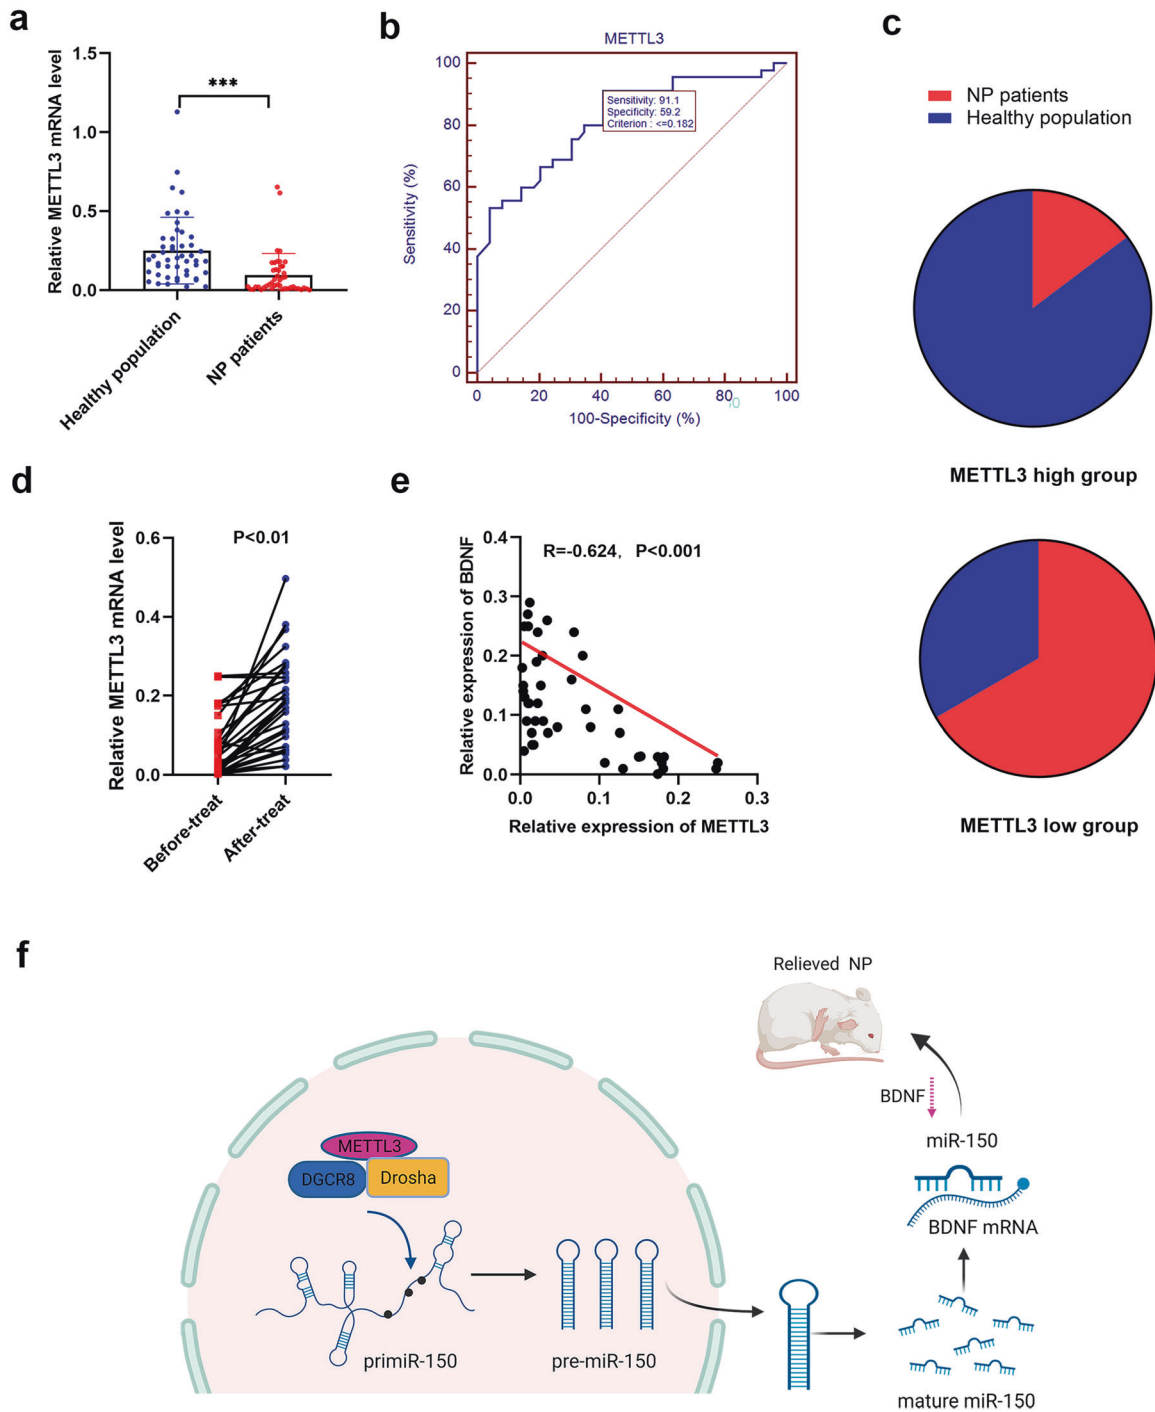 a
Relative METTL3 mRNA level
1.5
1.0
0.5
0.0
***
Healthy population
NP patients
b
METTL3
Sensitivity (%)
100
80
60
40
20
0
Sensitivity: 91.1
Specificity: 59.2
Criterion : <=0.182
0
20
40
60
80
100
100-Specificity (%)
c
NP patients
Healthy population
METTL3 high group
METTL3 low group
d
Relative METTL3 mRNA level
0.6
0.4
0.2
0.0
P<0.01
Before-treat
After-treat
e
Relative expression of BDNF
0.4
0.3
0.2
0.1
0.0
R=-0.624, P<0.001
0.0
0.1
0.2
0.3
Relative expression of METTL3
f
Relieved NP
BDNF
miR-150
BDNF mRNA
METTL3
DGCR8
Drosha
primiR-150
pre-miR-150
mature miR-150